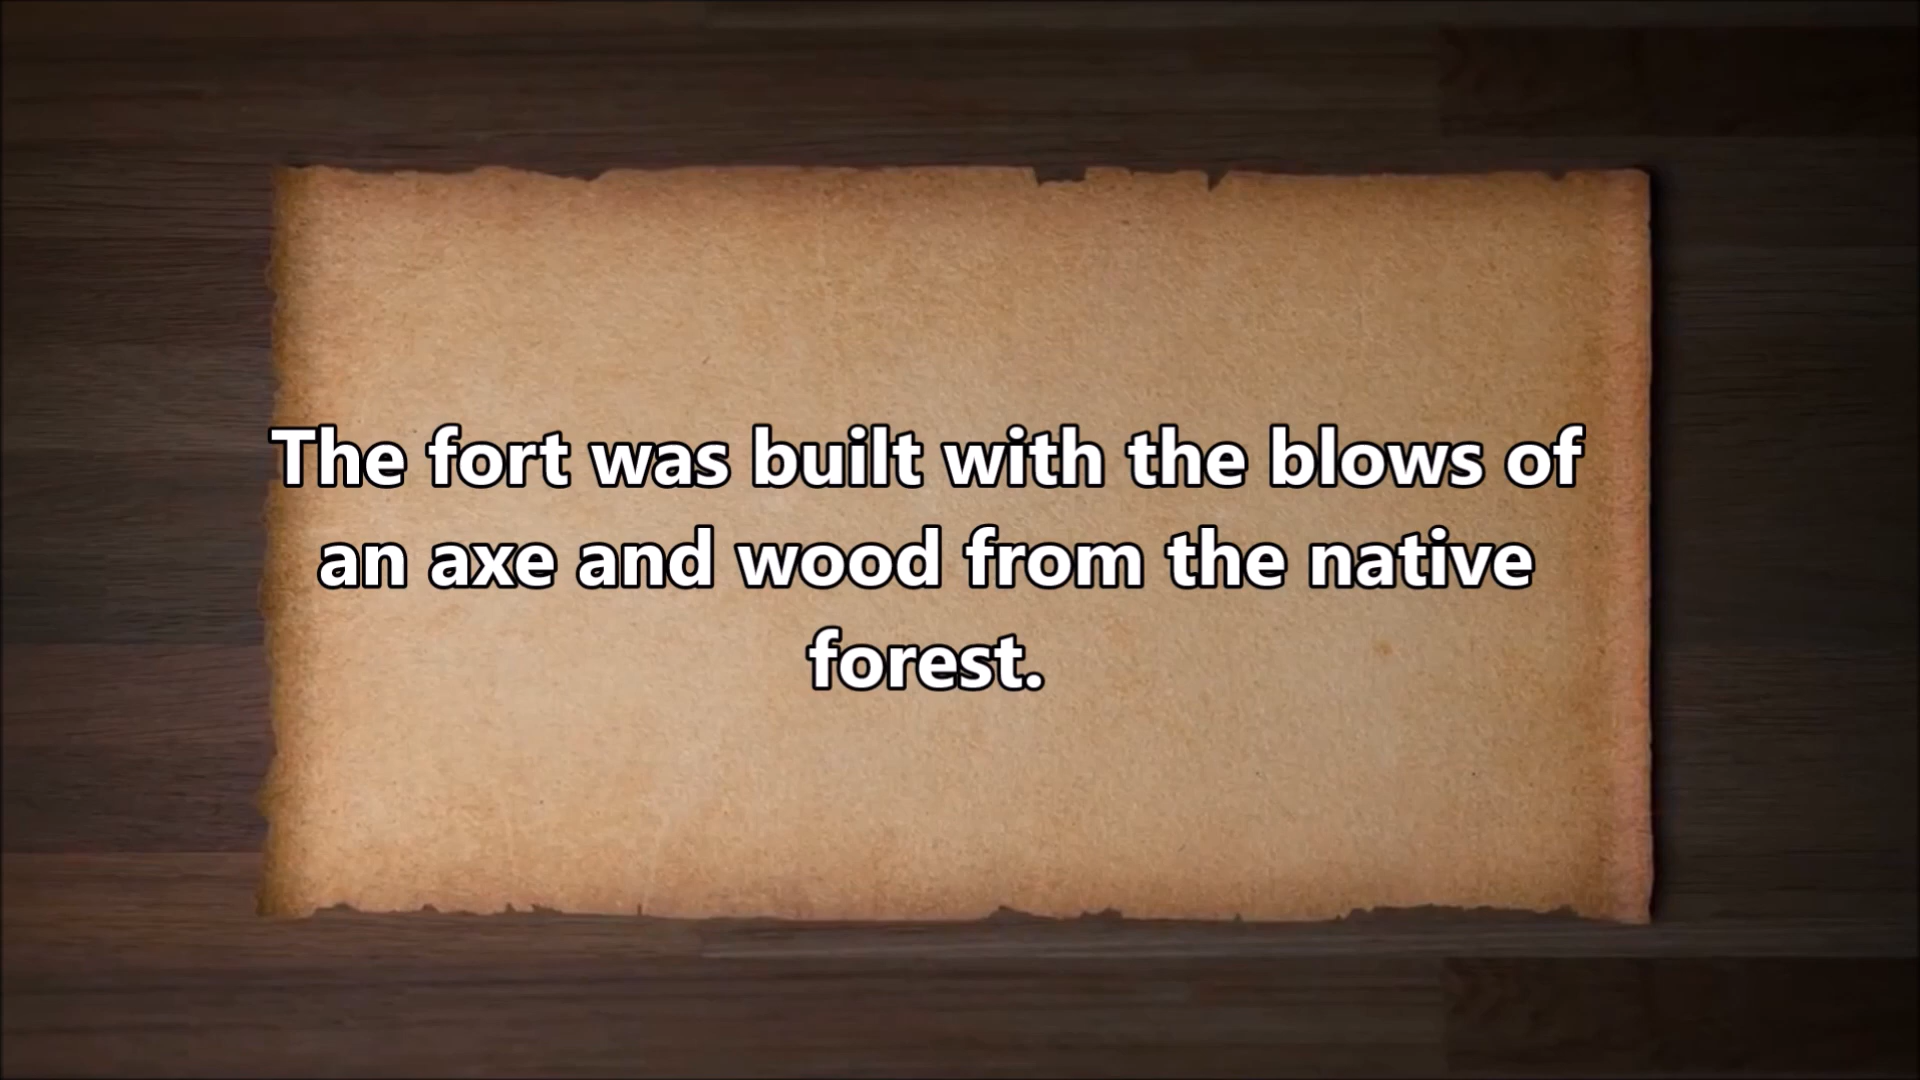 The fort was built with the blows of
an axe and wood from the native
forest.